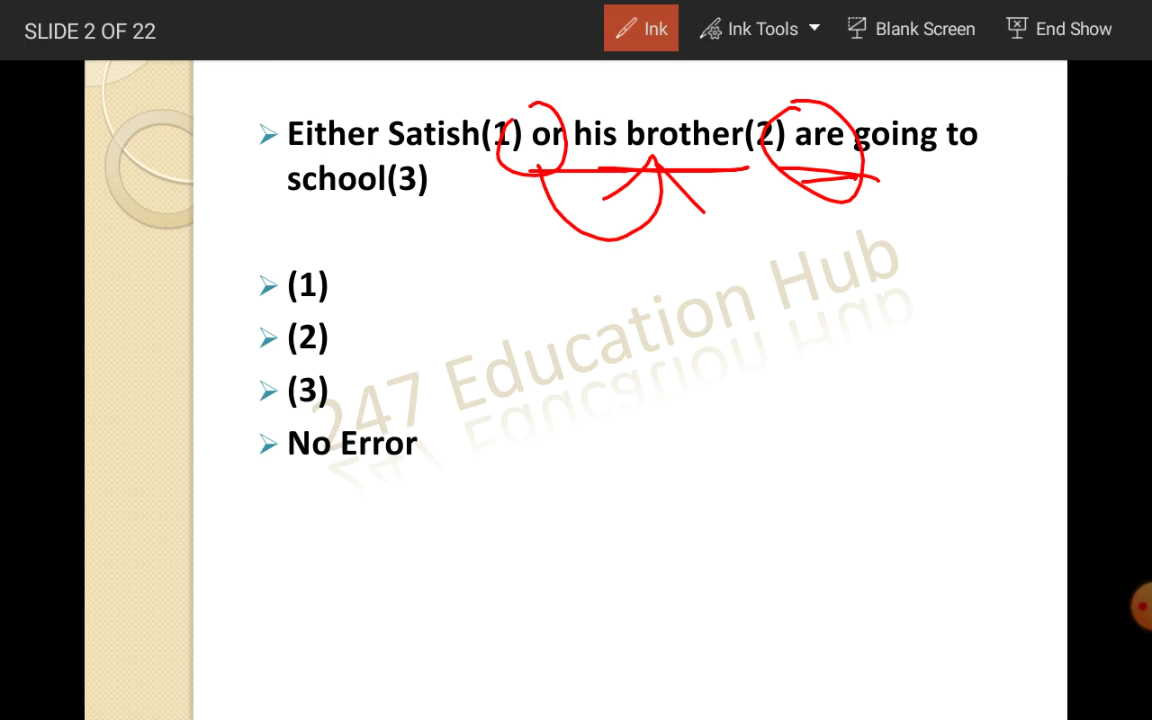 SLIDE 2 OF 22 Ink Ink Tools Blank Screen End Show
Either Satish(1) or his brother(2) are going to
school(3)
(1)
(2)
(3)
No Error
247 Education Hub